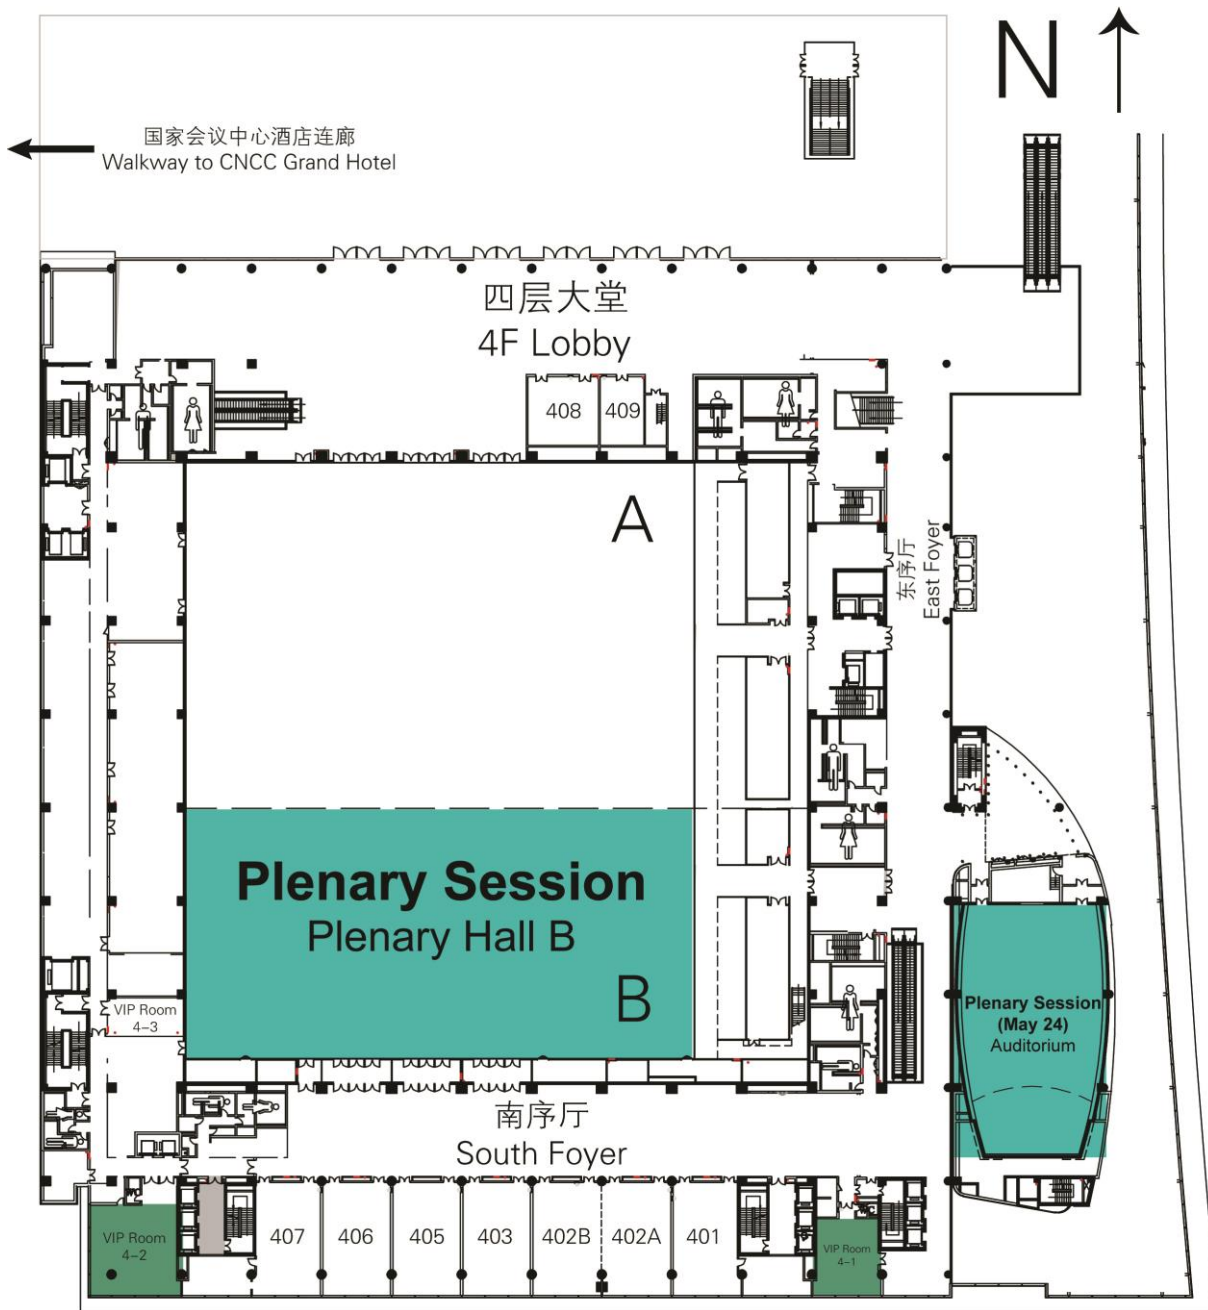 N
国家会议中心酒店连廊
Walkway to CNCC Grand Hotel
四层大堂
4F Lobby
408
409
A
东序厅
East Foyer
Plenary Session
Plenary Hall B
B
VIP Room
4-3
Plenary Session
(May 24)
Auditorium
南序厅
South Foyer
VIP Room
4-2
407
406
405
403
402B
402A
401
VIP Room
4-1